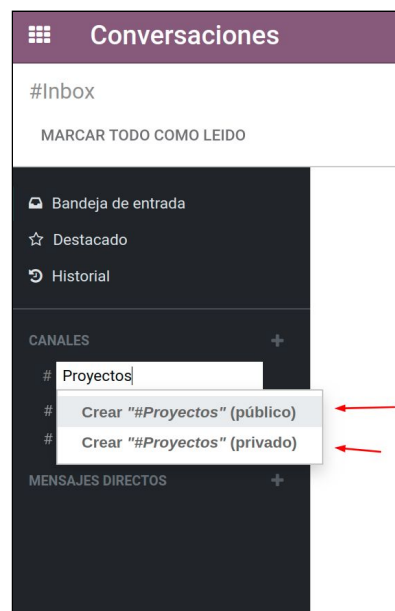 Conversaciones
#Inbox
MARCAR TODO COMO LEIDO
Bandeja de entrada
Destacado
Historial
CANALES +
# Proyectos
# Crear "#Proyectos" (público)
# Crear "#Proyectos" (privado)
MENSAJES DIRECTOS +